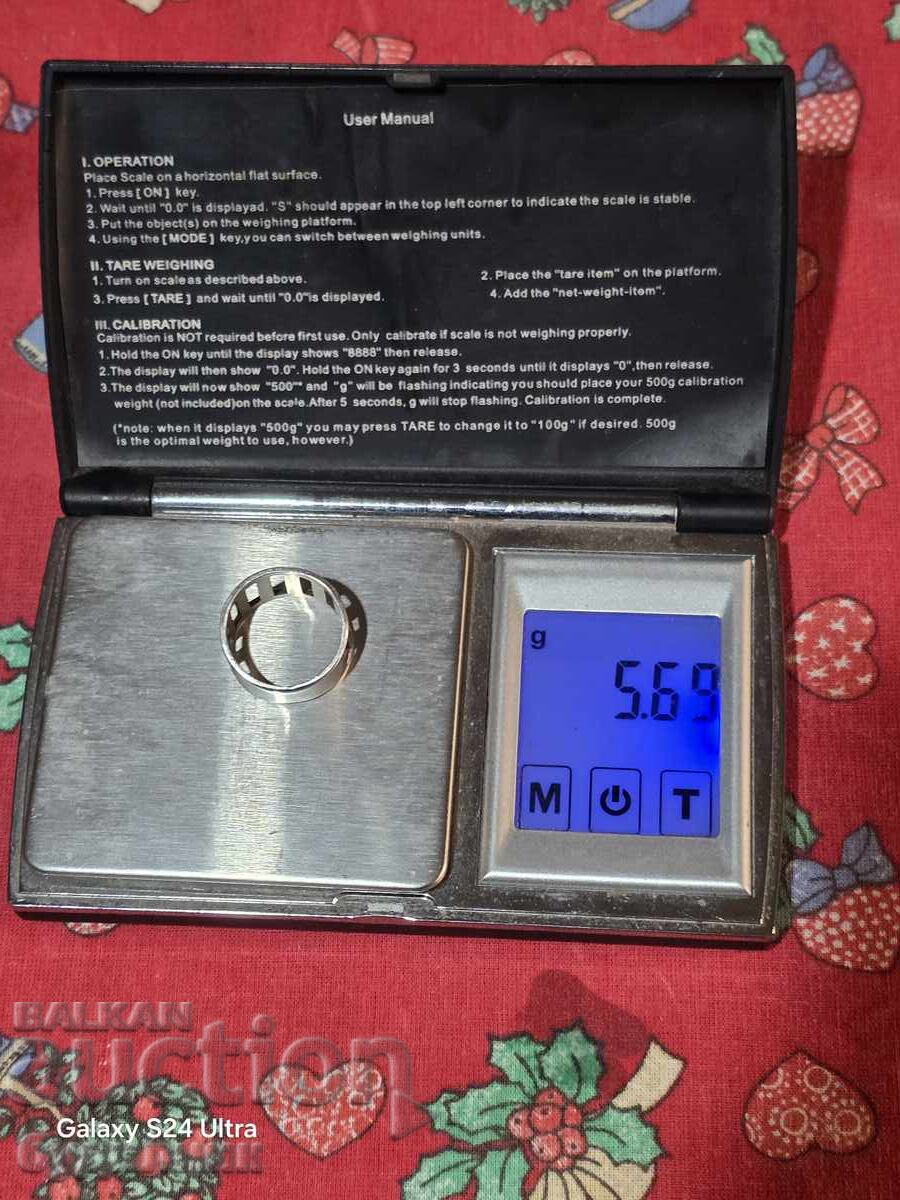 User Manual
I. OPERATION
Place Scale on a horizontal flat surface.
1. Press [ON] key.
2. Wait until "0.0" is displayad. "S" should appear in the top left corner to indicate the scale is stable.
3. Put the object(s) on the weighing platform.
4. Using the [MODE] key,you can switch between weighing units.
II. TARE WEIGHING
1. Turn on scale as described above.
2. Place the "tare item" on the platform.
3. Press [TARE] and wait until "0.0"is displayed.
4. Add the "net-weight-item".
III. CALIBRATION
Calibration is NOT required before first use. Only calibrate if scale is not weighing properly.
1. Hold the ON key until the display shows "8888" then release.
2.The display will then show "0.0". Hold the ON key again for 3 seconds until it displays "0",then release.
3.The display will now show "500"" and "g" will be flashing indicating you should place your 500g calibration
weight (not included)on the scale.After 5 seconds, g will stop flashing. Calibration is complete.
(*note: when it displays "500g" you may press TARE to change it to "100g" if desired. 500g
is the optimal weight to use, however.)
g
5.69
M T
BALKAN
auction
Galaxy S24 Ultra